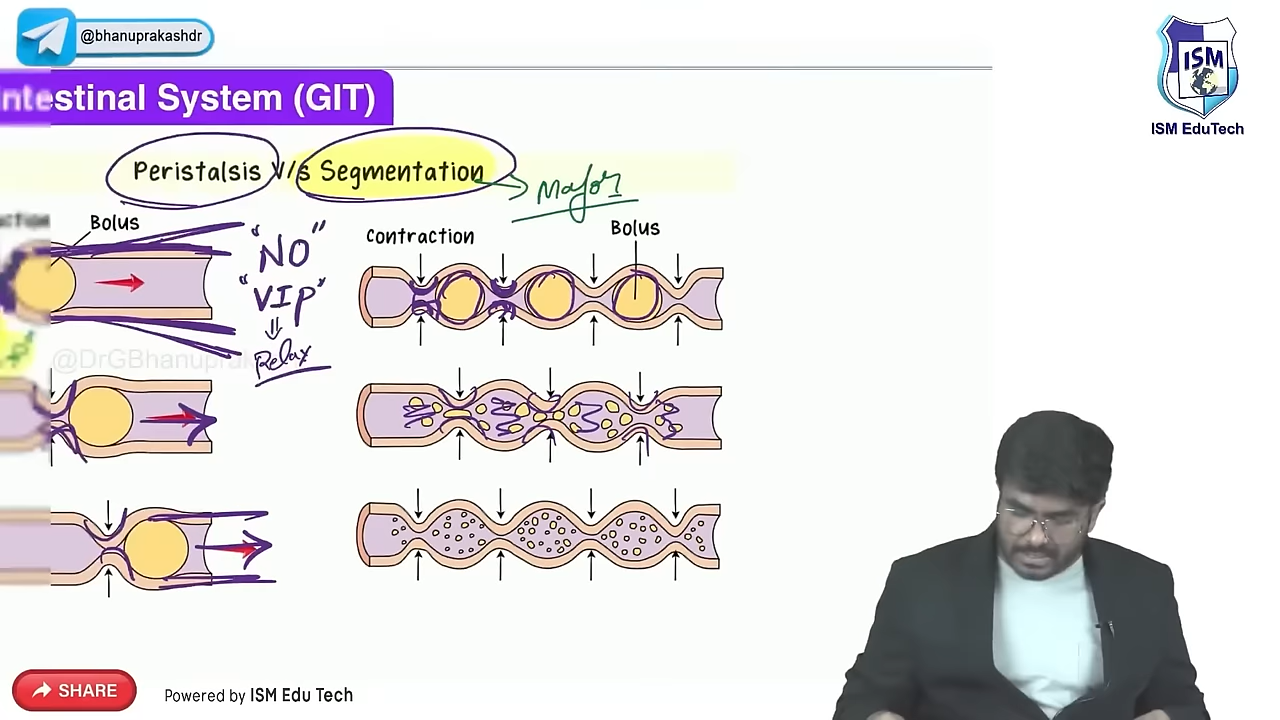 @bhanuprakashdr
ISM
ISM EduTech
Intestinal System (GIT)
Peristalsis V/s Segmentation
Major
Bolus
"NO"
"VIP"
Relax
Contraction
Bolus
@DrGBhanuprak
SHARE
Powered by ISM Edu Tech